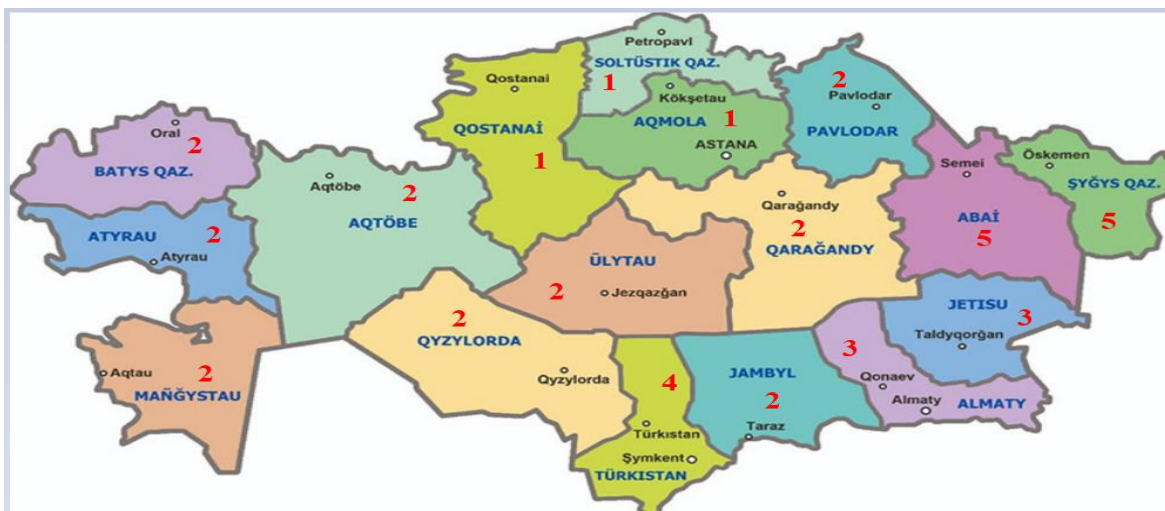 Petropavl
SOLTÜSTIK QAZ.
1
Qostanai
QOSTANAİ
1
Kökşetau
AQMOLA
1
ASTANA
2
Pavlodar
PAVLODAR
Oral
2
BATYS QAZ.
Aqtöbe
2
AQTÖBE
ATYRAU
2
Atyrau
Semei
ABAİ
5
Öskemen
ŞYĞYS QAZ.
5
Qarağandy
2
QARAĞANDY
ŪLYTAU
2
Jezqazğan
JETISU
3
Taldyqorğan
2
QYZYLORDA
Qyzylorda
Aqtau
2
MAÑĞYSTAU
4
Türkıstan
Şymkent
TÜRKISTAN
JAMBYL
2
Taraz
3
Qonaev
Almaty
ALMATY